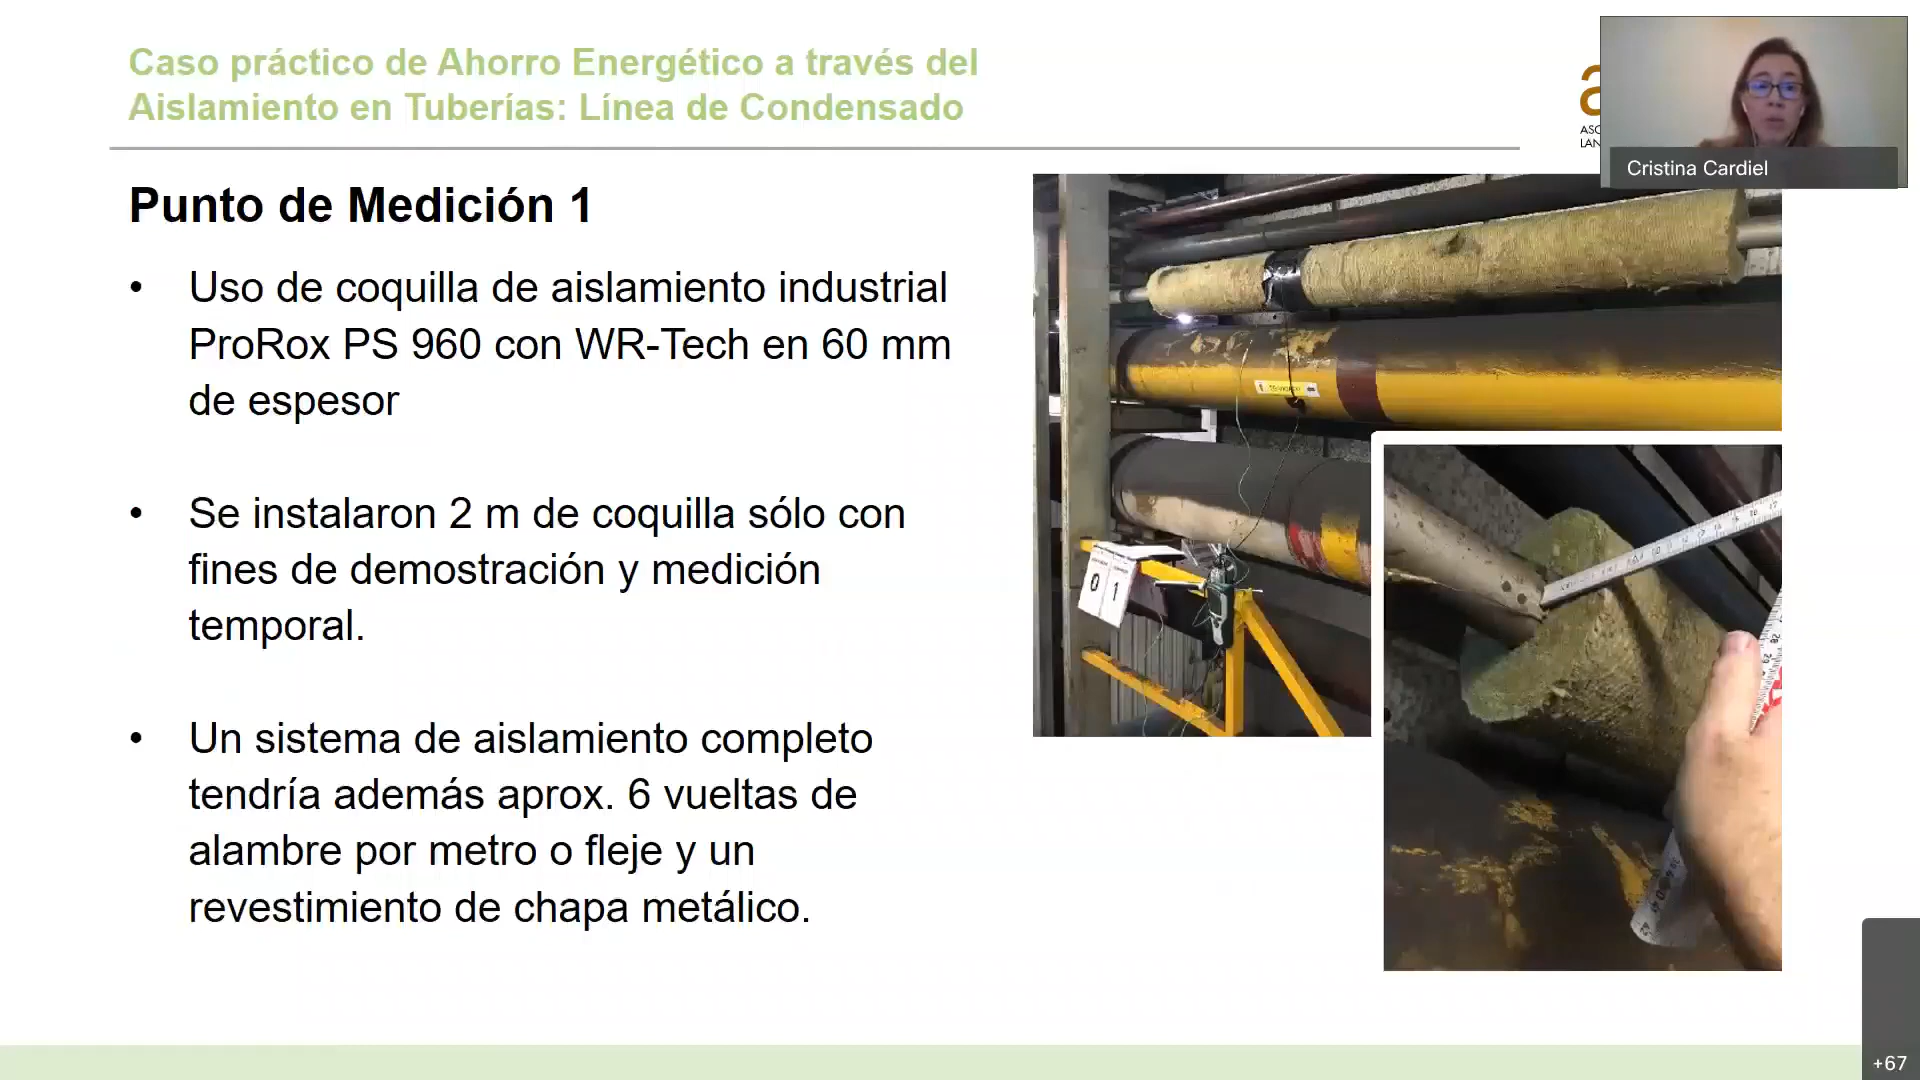 Caso práctico de Ahorro Energético a través del
Aislamiento en Tuberías: Línea de Condensado
Cristina Cardiel
Punto de Medición 1
• Uso de coquilla de aislamiento industrial
ProRox PS 960 con WR-Tech en 60 mm
de espesor
• Se instalaron 2 m de coquilla sólo con
fines de demostración y medición
temporal.
• Un sistema de aislamiento completo
tendría además aprox. 6 vueltas de
alambre por metro o fleje y un
revestimiento de chapa metálico.
0 1
+67